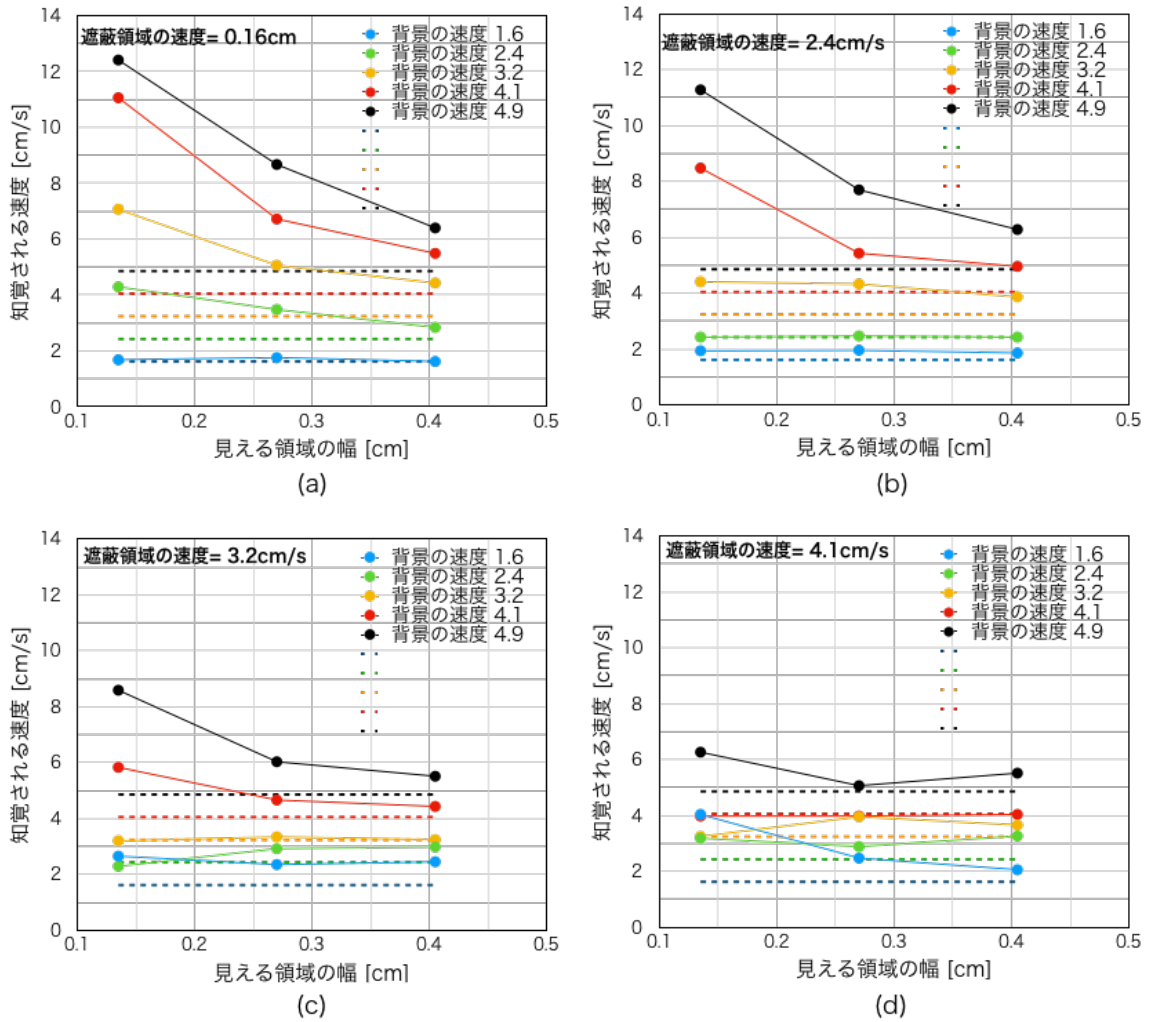 遮蔽領域の速度= 0.16cm
背景の速度 1.6
背景の速度 2.4
背景の速度 3.2
背景の速度 4.1
背景の速度 4.9
知覚される速度 [cm/s]
14
12
10
8
6
4
2
0
0.1
0.2
0.3
0.4
0.5
見える領域の幅 [cm]
(a)
遮蔽領域の速度= 2.4cm/s
背景の速度 1.6
背景の速度 2.4
背景の速度 3.2
背景の速度 4.1
背景の速度 4.9
知覚される速度 [cm/s]
14
12
10
8
6
4
2
0
0.1
0.2
0.3
0.4
0.5
見える領域の幅 [cm]
(b)
遮蔽領域の速度= 3.2cm/s
背景の速度 1.6
背景の速度 2.4
背景の速度 3.2
背景の速度 4.1
背景の速度 4.9
知覚される速度 [cm/s]
14
12
10
8
6
4
2
0
0.1
0.2
0.3
0.4
0.5
見える領域の幅 [cm]
(c)
遮蔽領域の速度= 4.1cm/s
背景の速度 1.6
背景の速度 2.4
背景の速度 3.2
背景の速度 4.1
背景の速度 4.9
知覚される速度 [cm/s]
14
12
10
8
6
4
2
0
0.1
0.2
0.3
0.4
0.5
見える領域の幅 [cm]
(d)